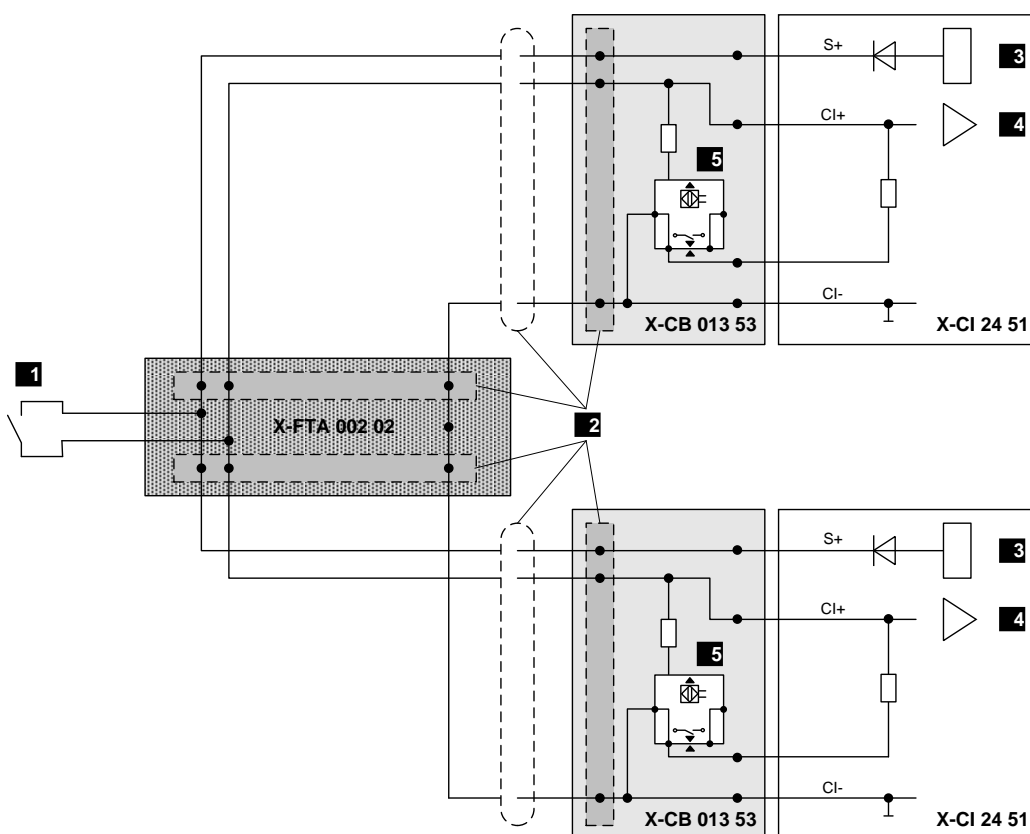 S+
3
CI+
4
5
CI-
X-CB 013 53
X-CI 24 51
1
X-FTA 002 02
2
S+
3
CI+
4
5
CI-
X-CB 013 53
X-CI 24 51